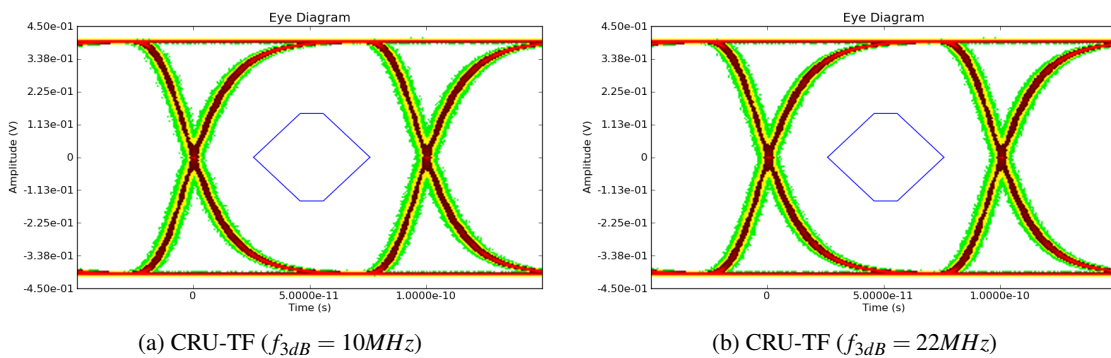 Eye Diagram
4.50e-01
3.38e-01
2.25e-01
1.13e-01
0
-1.13e-01
-2.25e-01
-3.38e-01
-4.50e-01
Amplitude (V)
0
5.0000e-11
1.0000e-10
Time (s)
(a) CRU-TF (f3dB = 10MHz)
Eye Diagram
4.50e-01
3.38e-01
2.25e-01
1.13e-01
0
-1.13e-01
-2.25e-01
-3.38e-01
-4.50e-01
Amplitude (V)
0
5.0000e-11
1.0000e-10
Time (s)
(b) CRU-TF (f3dB = 22MHz)